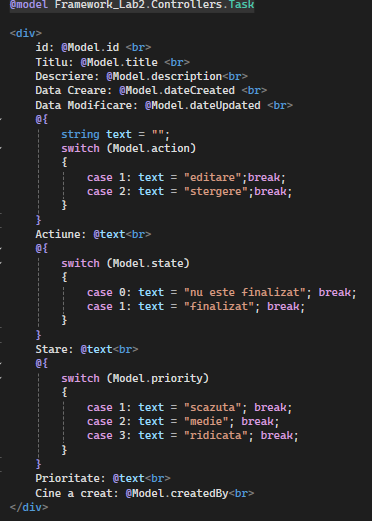 @model Framework_Lab2.Controllers.Task
<div>
id: @Model.id <br>
Titlu: @Model.title <br>
Descriere: @Model.description<br>
Data Creare: @Model.dateCreated <br>
Data Modificare: @Model.dateUpdated <br>
@{
string text = "";
switch (Model.action)
{
case 1: text = "editare";break;
case 2: text = "stergere";break;
}
}
Actiune: @text<br>
@{
switch (Model.state)
{
case 0: text = "nu este finalizat"; break;
case 1: text = "finalizat"; break;
}
}
Stare: @text<br>
@{
switch (Model.priority)
{
case 1: text = "scazuta"; break;
case 2: text = "medie"; break;
case 3: text = "ridicata"; break;
}
}
Prioritate: @text<br>
Cine a creat: @Model.createdBy<br>
</div>